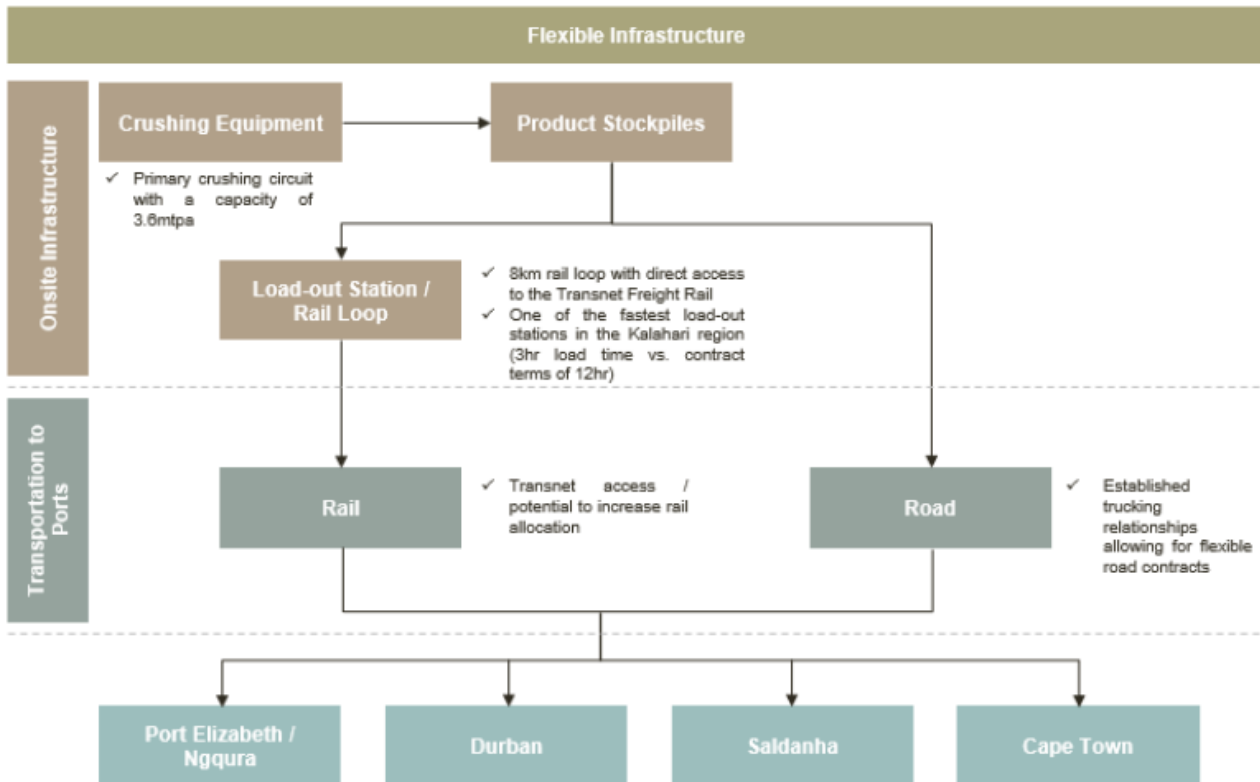 Flexible Infrastructure
Onsite Infrastructure
Crushing Equipment
Product Stockpiles
✓ Primary crushing circuit
with a capacity of
3.6mtpa
Load-out Station /
Rail Loop
✓ 8km rail loop with direct access
to the Transnet Freight Rail
✓ One of the fastest load-out
stations in the Kalahari region
(3hr load time vs. contract
terms of 12hr)
Transportation to
Ports
Rail
✓ Transnet access /
potential to increase rail
allocation
Road
✓ Established
trucking
relationships
allowing for flexible
road contracts
Port Elizabeth /
Ngqura
Durban
Saldanha
Cape Town